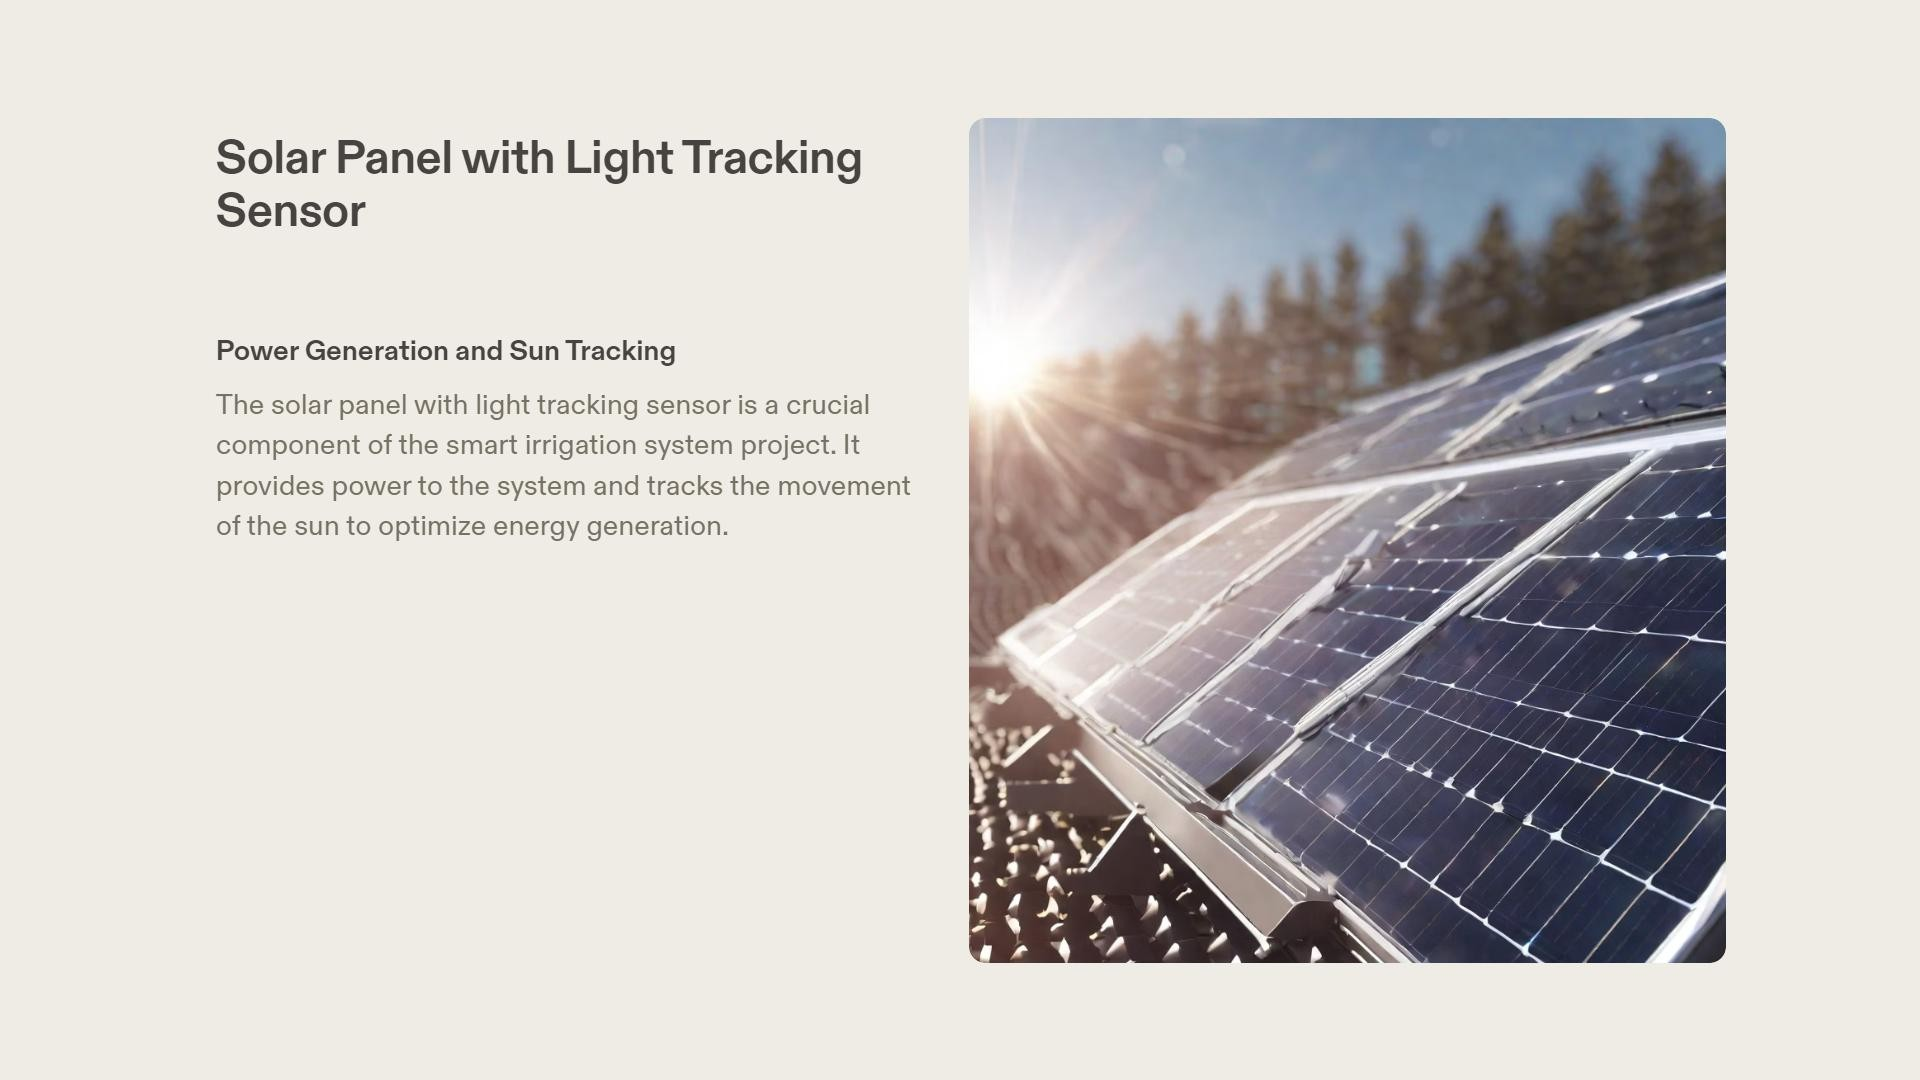 Solar Panel with Light Tracking
Sensor
Power Generation and Sun Tracking
The solar panel with light tracking sensor is a crucial
component of the smart irrigation system project. It
provides power to the system and tracks the movement
of the sun to optimize energy generation.